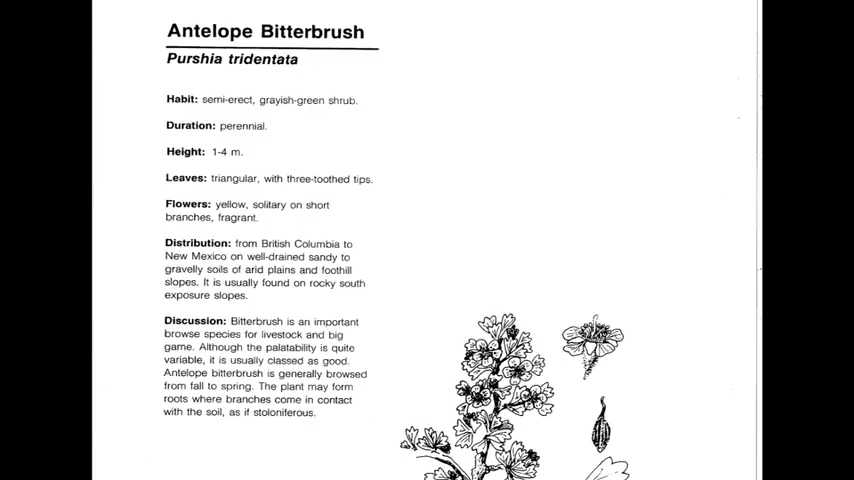 Antelope Bitterbrush
Purshia tridentata
Habit: semi-erect, grayish-green shrub.
Duration: perennial.
Height: 1-4 m.
Leaves: triangular, with three-toothed tips.
Flowers: yellow, solitary on short
branches, fragrant.
Distribution: from British Columbia to
New Mexico on well-drained sandy to
gravelly soils of arid plains and foothill
slopes. It is usually found on rocky south
exposure slopes.
Discussion: Bitterbrush is an important
browse species for livestock and big
game. Although the palatability is quite
variable, it is usually classed as good.
Antelope bitterbrush is generally browsed
from fall to spring. The plant may form
roots where branches come in contact
with the soil, as if stoloniferous.